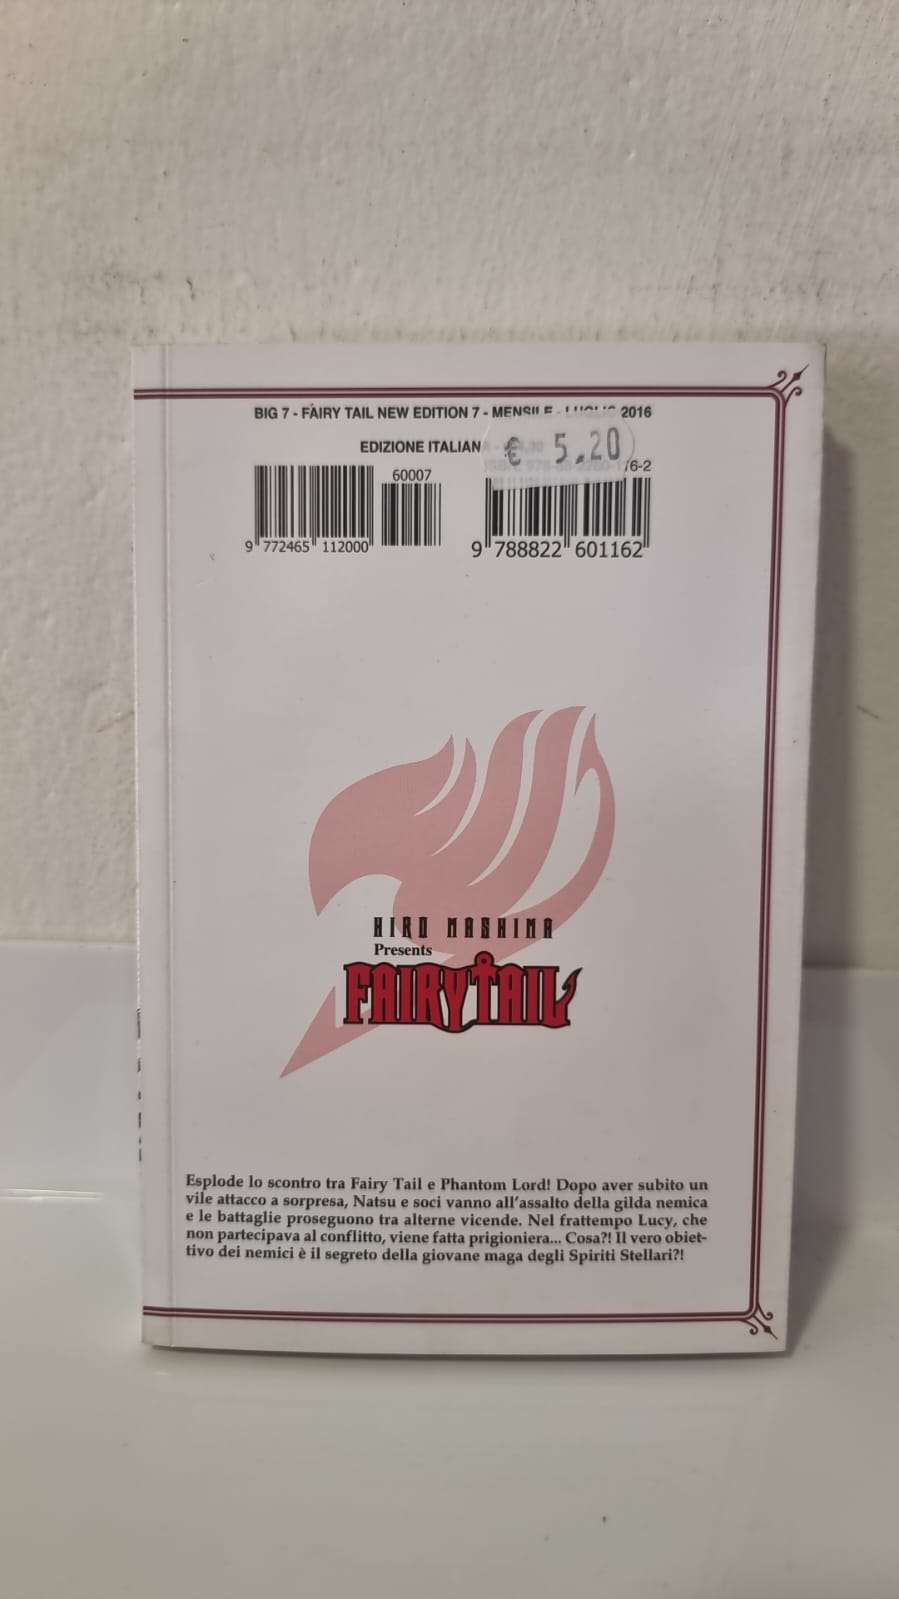 BIG 7 - FAIRY TAIL NEW EDITION 7 - MENSILE - LUGLIO 2016
EDIZIONE ITALIANA
€ 5.20
76-2
60007
9 772465 112000
9 788822 601162
HIRO MASHIMA
Presents
FAIRY TAIL
Esplode lo scontro tra Fairy Tail e Phantom Lord! Dopo aver subito un
vile attacco a sorpresa, Natsu e soci vanno all'assalto della gilda nemica
e le battaglie proseguono tra alterne vicende. Nel frattempo Lucy, che
non partecipava al conflitto, viene fatta prigioniera... Cosa?! Il vero obiet-
tivo dei nemici è il segreto della giovane maga degli Spiriti Stellari?!